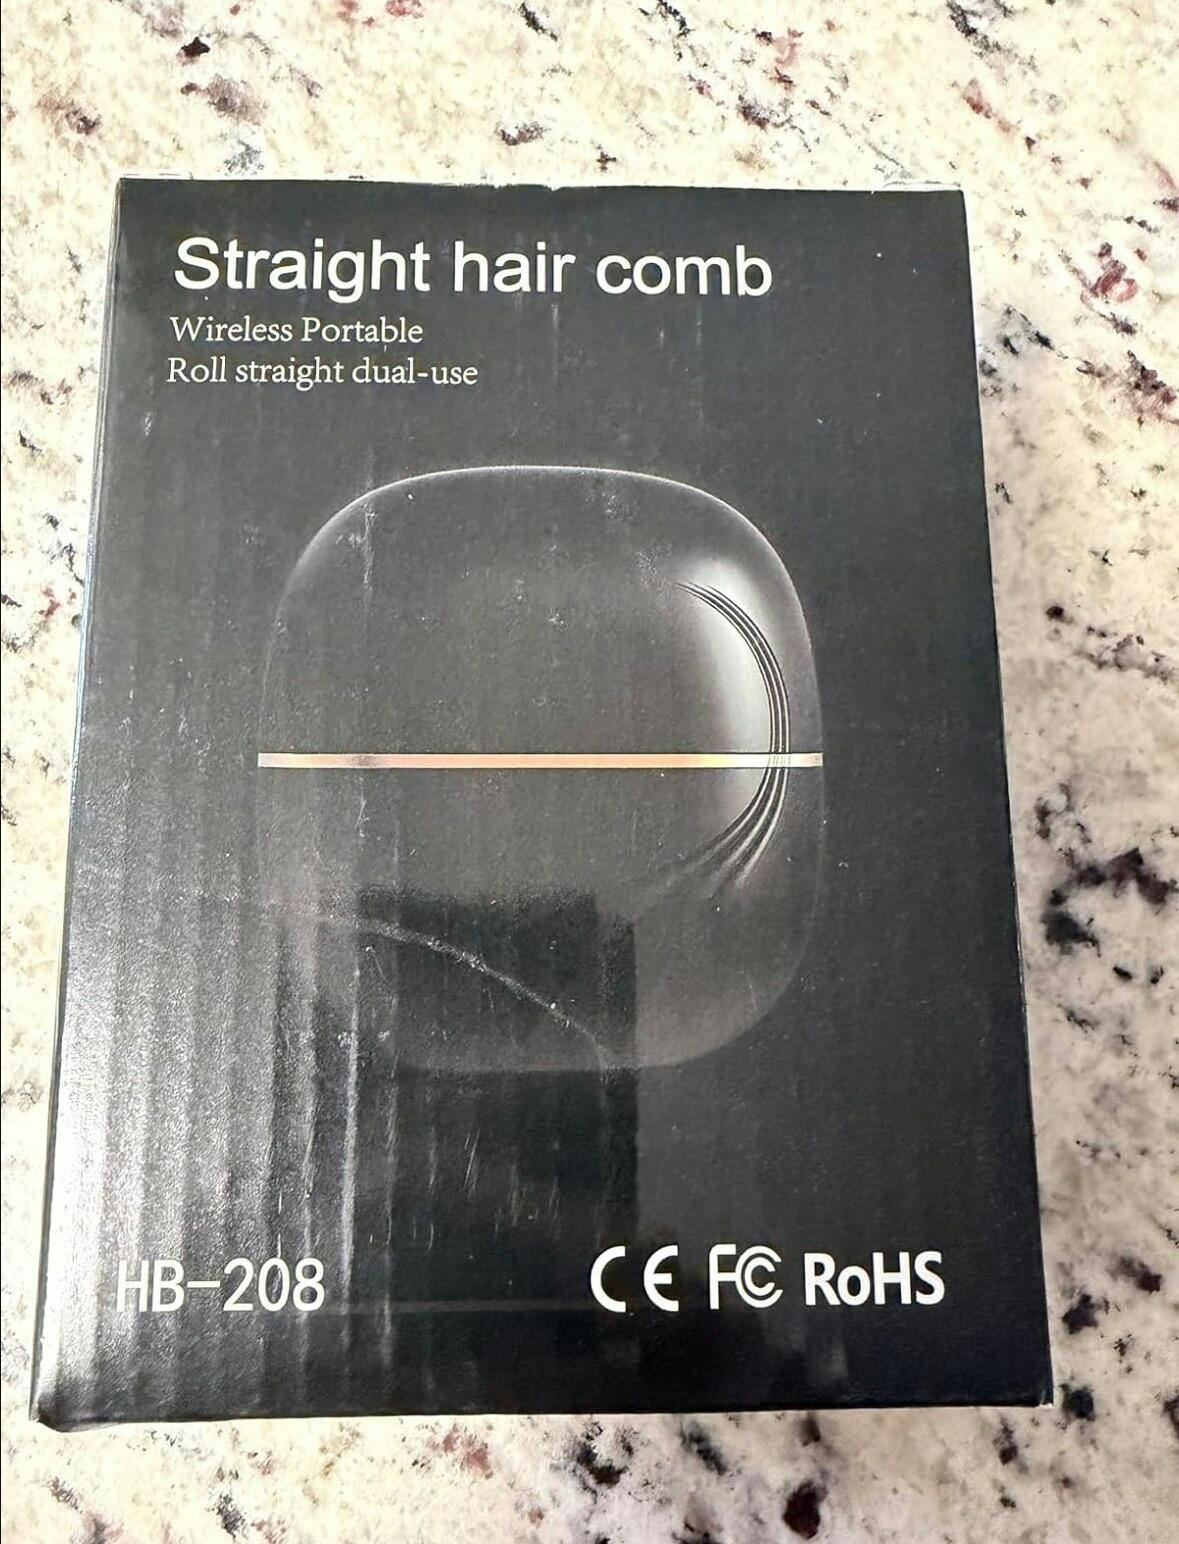 Straight hair comb
Wireless Portable
Roll straight dual-use
HB-208
CE FC RoHS